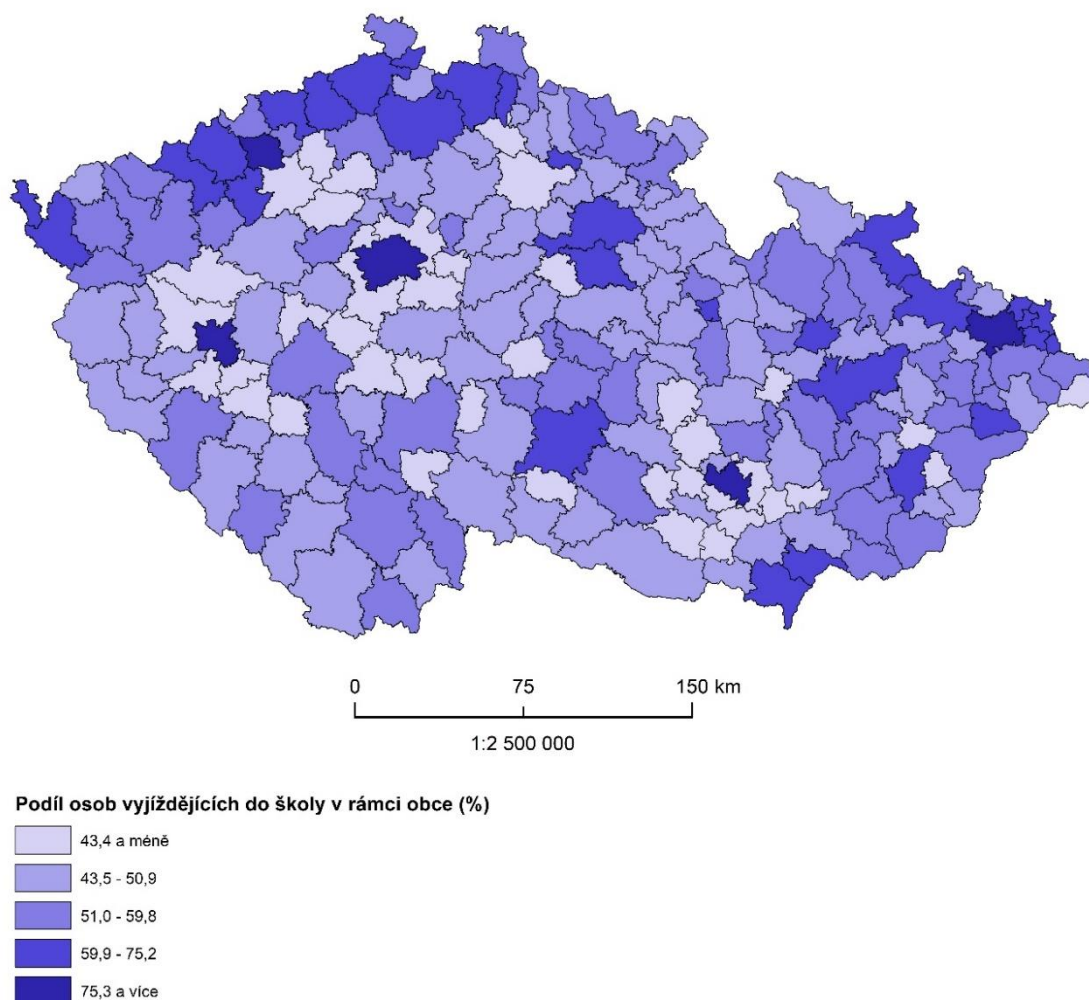 0 75 150 km
1:2 500 000
Podíl osob vyjíždějících do školy v rámci obce (%)
43,4 a méně
43,5 - 50,9
51,0 - 59,8
59,9 - 75,2
75,3 a více